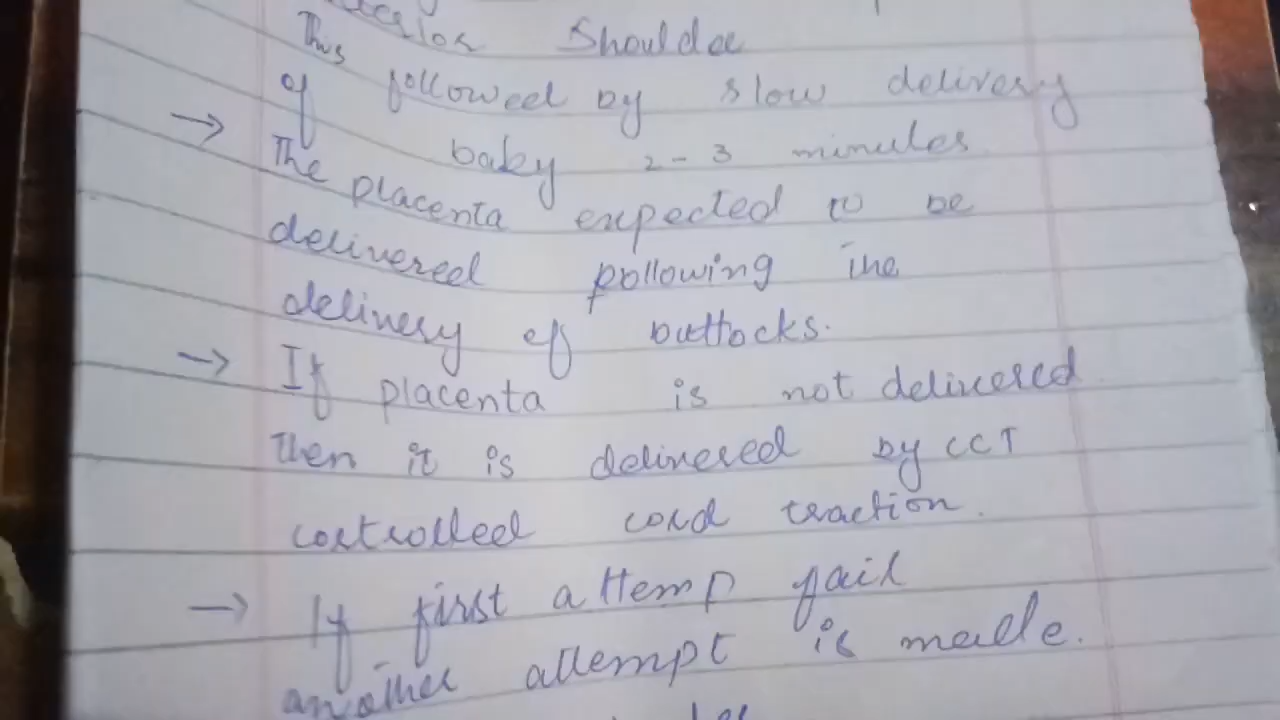 Shoulder
This followed by slow delivery
of baby 2-3 minutes
→ The placenta expected to be
delivered following the
delivery of buttocks.
→ If placenta is not delivered
then it is delivered by CCT
controlled cord traction.
→ If first attemp fail
another attempt is made.